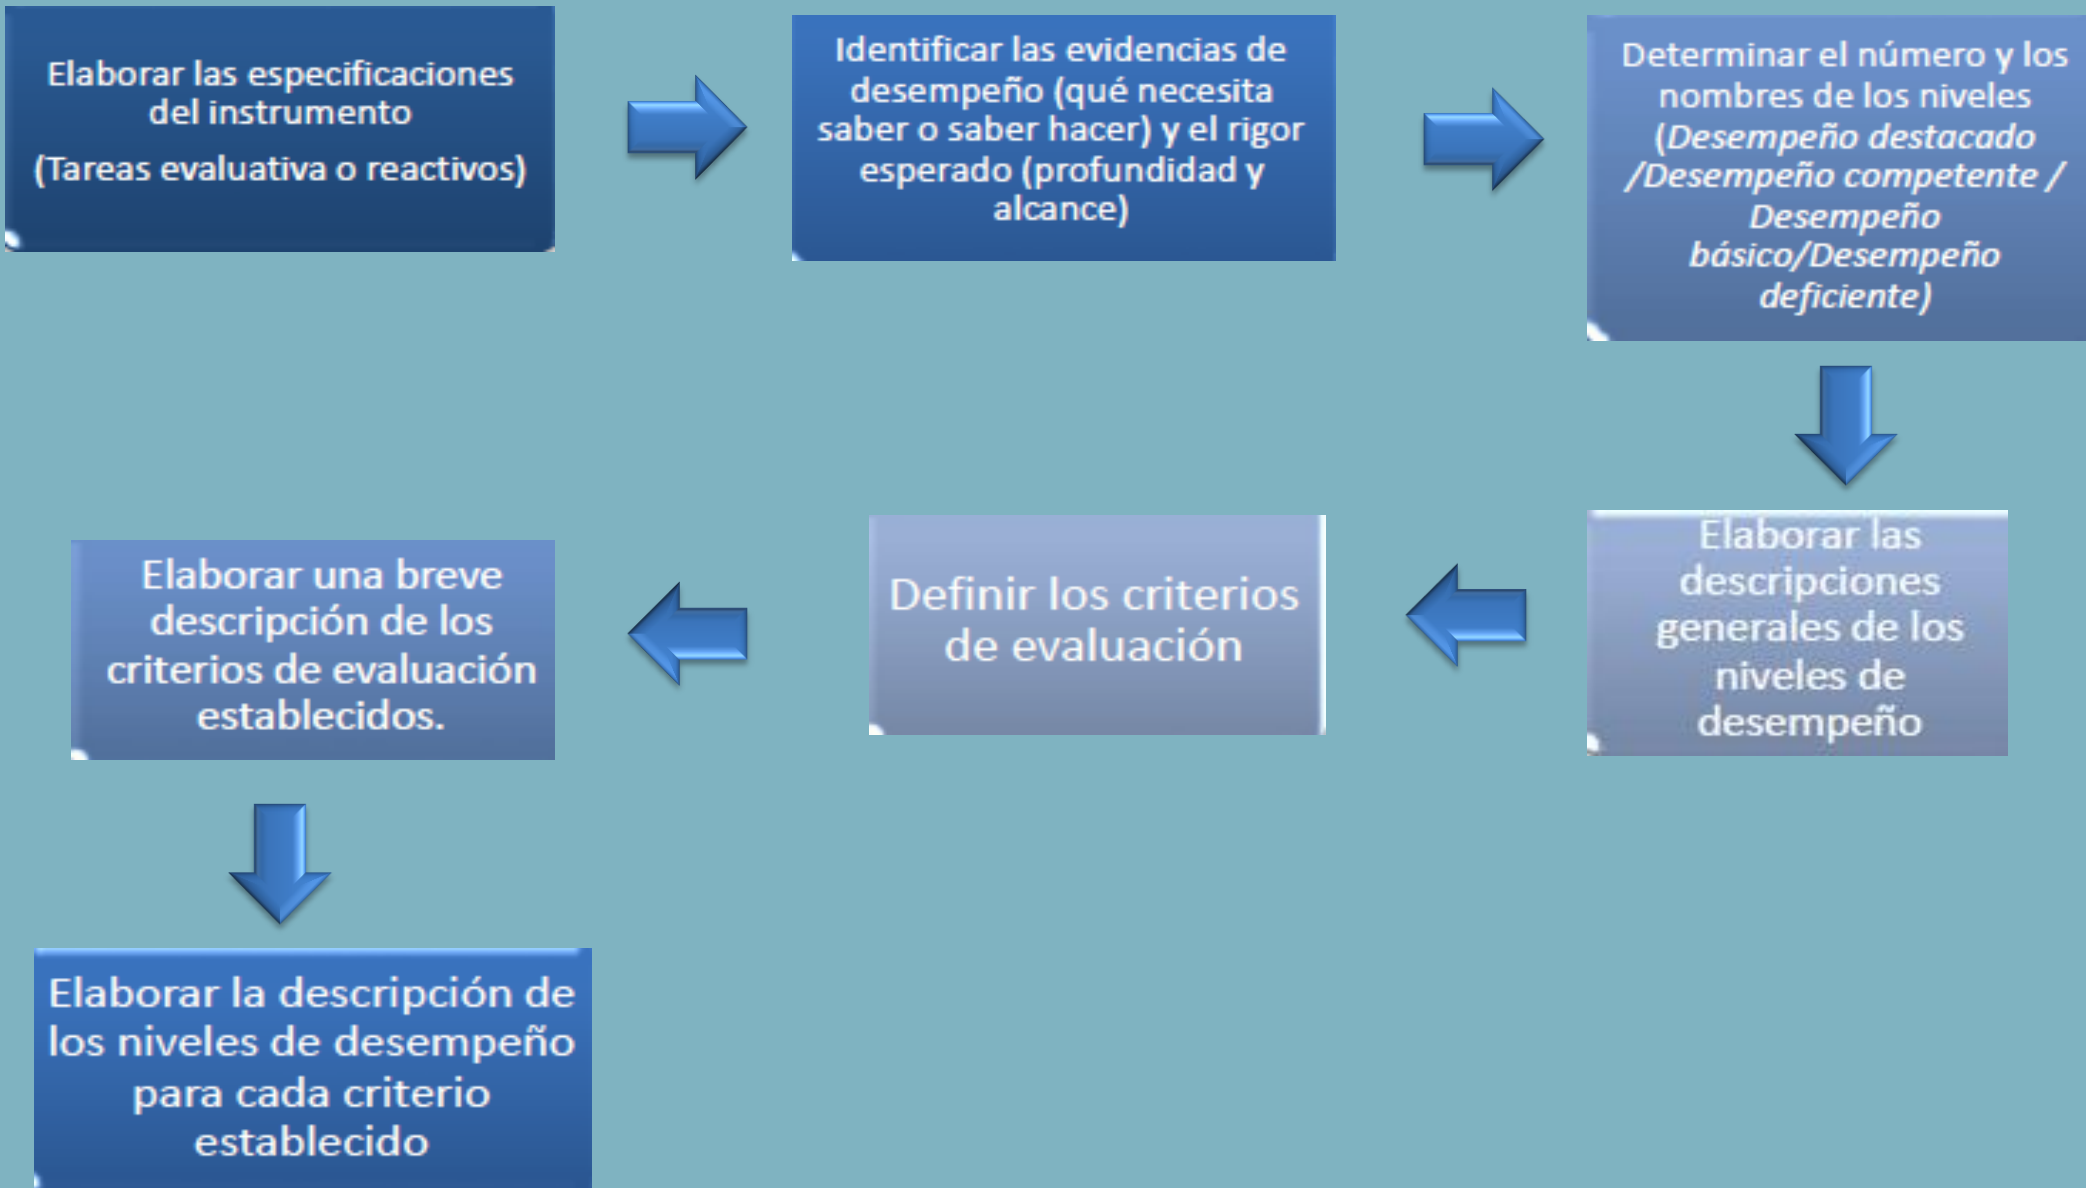 Elaborar las especificaciones
del instrumento
(Tareas evaluativa o reactivos)
Identificar las evidencias de
desempeño (qué necesita
saber o saber hacer) y el rigor
esperado (profundidad y
alcance)
Determinar el número y los
nombres de los niveles
(Desempeño destacado
/Desempeño competente /
Desempeño
básico/Desempeño
deficiente)
Elaborar las
descripciones
generales de los
niveles de
desempeño
Definir los criterios
de evaluación
Elaborar una breve
descripción de los
criterios de evaluación
establecidos.
Elaborar la descripción de
los niveles de desempeño
para cada criterio
establecido